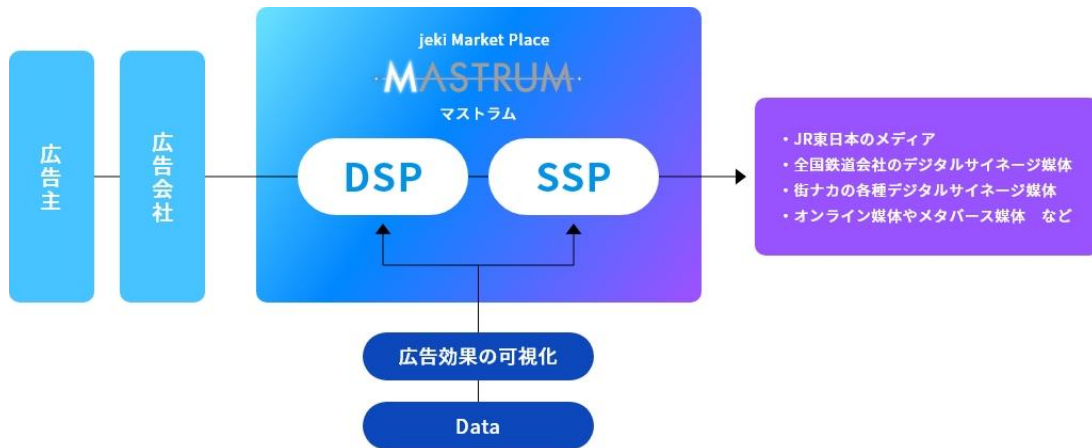 広告主
広告会社
jeki Market Place
MASTRUM
マストラム
DSP
SSP
・JR東日本のメディア
・全国鉄道会社のデジタルサイネージ媒体
・街ナカの各種デジタルサイネージ媒体
・オンライン媒体やメタバース媒体　など
広告効果の可視化
Data